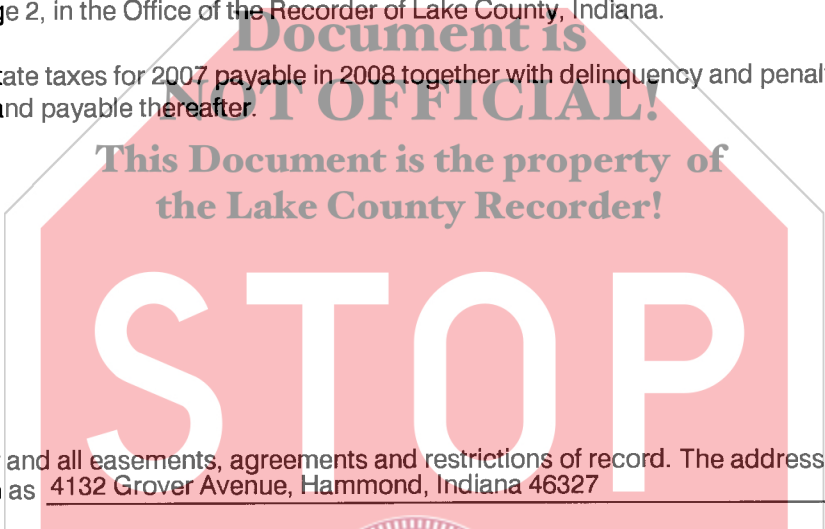 ge 2, in the Office of the Recorder of Lake County, Indiana.
Document is
tate taxes for 2007 payable in 2008 together with delinquency and penal
NOT OFFICIAL!
and payable thereafter.
This Document is the property of
the Lake County Recorder!
STOP
and all easements, agreements and restrictions of record. The address
as 4132 Grover Avenue, Hammond, Indiana 46327